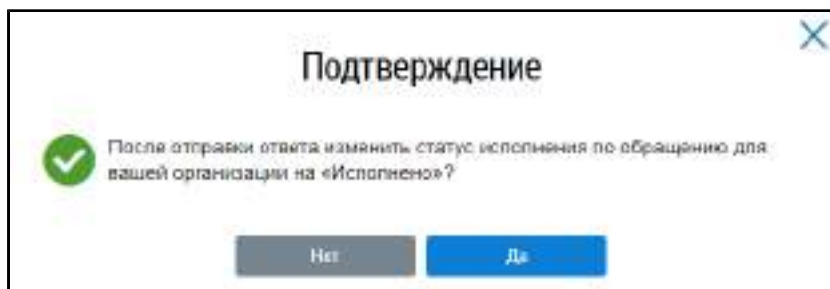 Подтверждение
После отправки ответа изменить статус исполнения по обращению для
вашей организации на «Исполнено»?
Нет
Да